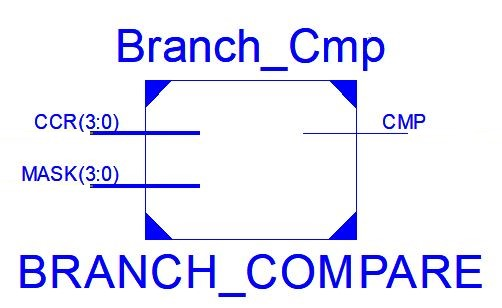 Branch_Cmp
CCR(3:0)
CMP
MASK(3:0)
BRANCH_COMPARE